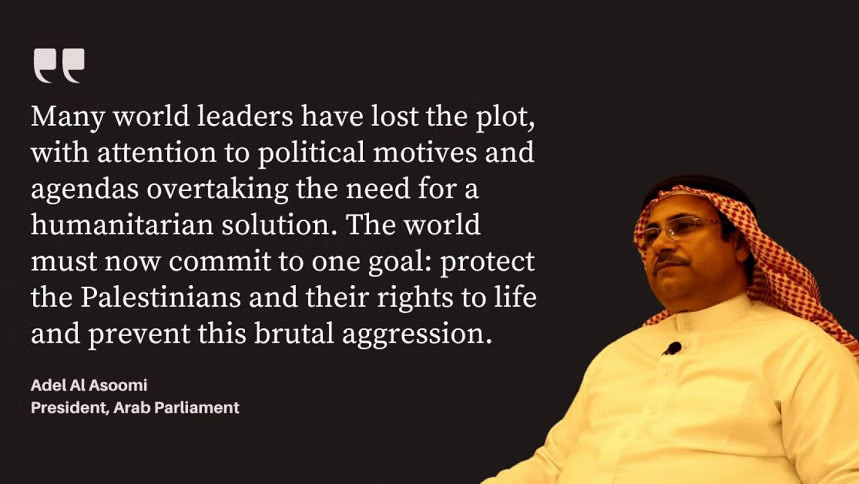 Many world leaders have lost the plot,
with attention to political motives and
agendas overtaking the need for a
humanitarian solution. The world
must now commit to one goal: protect
the Palestinians and their rights to life
and prevent this brutal aggression.
Adel Al Asoomi
President, Arab Parliament